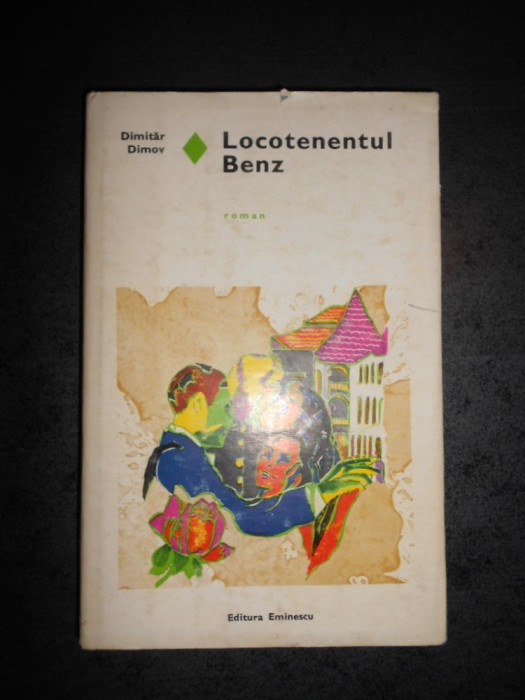 Dimităr
Dimov
Locotenentul
Benz
roman
Editura Eminescu